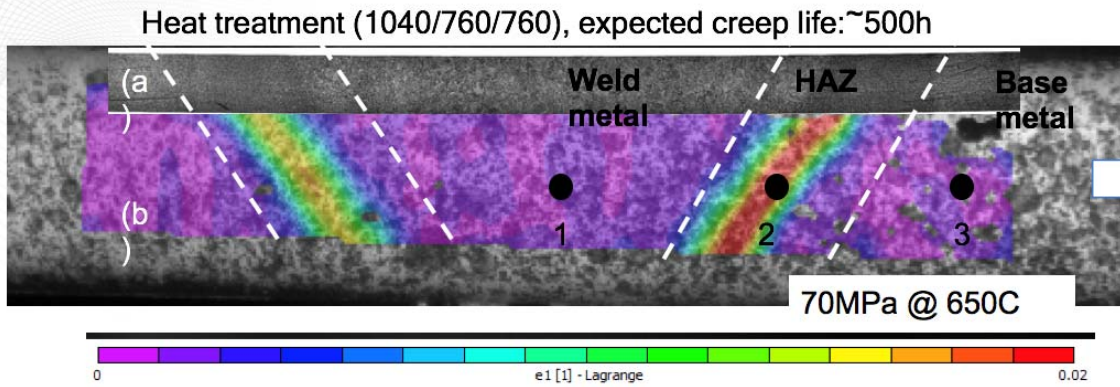 Heat treatment (1040/760/760), expected creep life:~500h
(a
)
Weld
metal
HAZ
Base
metal
(b
)
1
2
3
70MPa @ 650C
0
e1 [1] - Lagrange
0.02